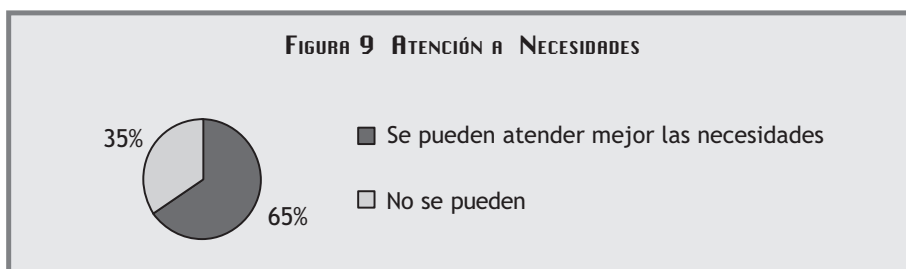 Figura 9 Atención a Necesidades
35%
Se pueden atender mejor las necesidades
No se pueden
65%